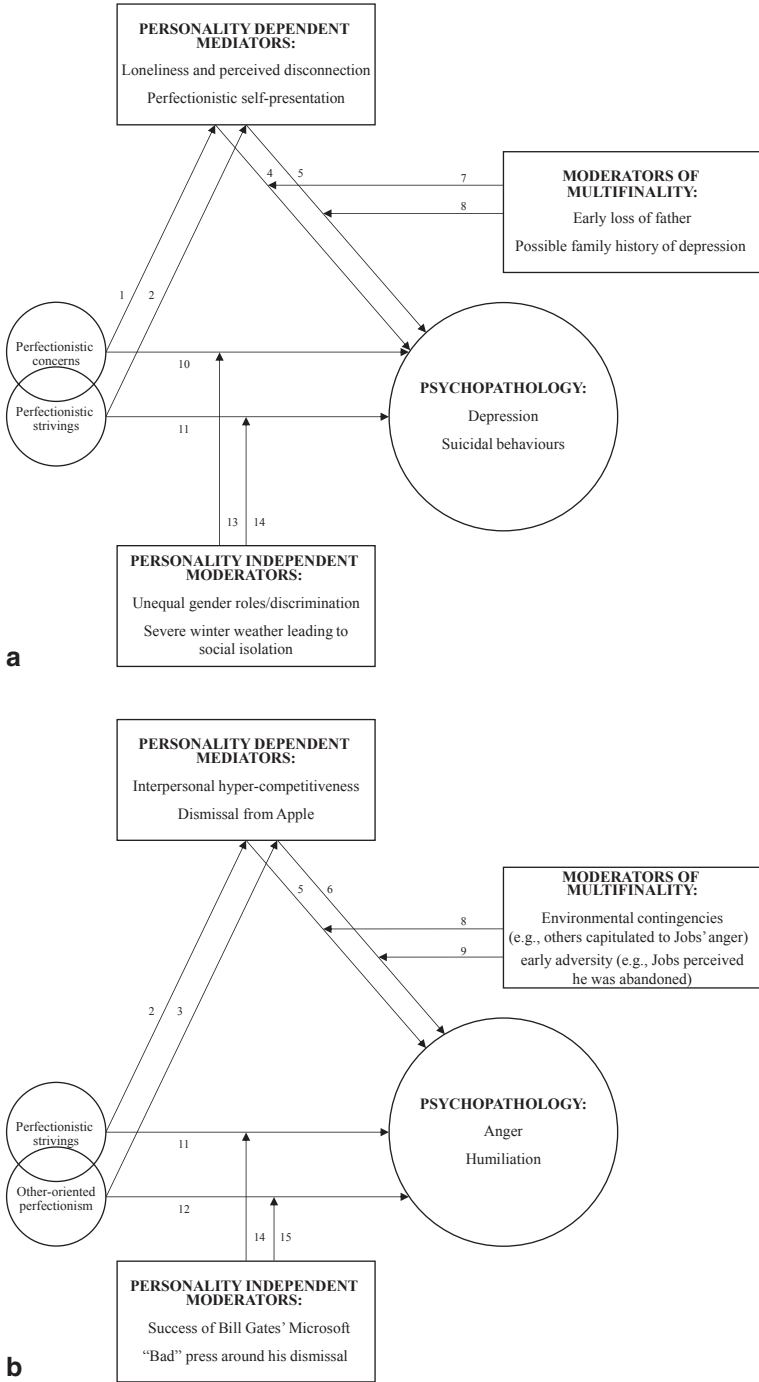 PERSONALITY DEPENDENT
MEDIATORS:
Loneliness and perceived disconnection
Perfectionistic self-presentation
4
5
7
8
MODERATORS OF
MULTIFINALITY:
Early loss of father
Possible family history of depression
1
2
Perfectionistic
concerns
10
Perfectionistic
strivings
11
PSYCHOPATHOLOGY:
Depression
Suicidal behaviours
13
14
PERSONALITY INDEPENDENT
MODERATORS:
Unequal gender roles/discrimination
Severe winter weather leading to
social isolation
a
PERSONALITY DEPENDENT
MEDIATORS:
Interpersonal hyper-competitiveness
Dismissal from Apple
5
6
8
9
MODERATORS OF
MULTIFINALITY:
Environmental contingencies
(e.g., others capitulated to Jobs' anger)
early adversity (e.g., Jobs perceived
he was abandoned)
2
3
Perfectionistic
strivings
11
Other-oriented
perfectionism
12
PSYCHOPATHOLOGY:
Anger
Humiliation
14
15
PERSONALITY INDEPENDENT
MODERATORS:
Success of Bill Gates' Microsoft
“Bad” press around his dismissal
b